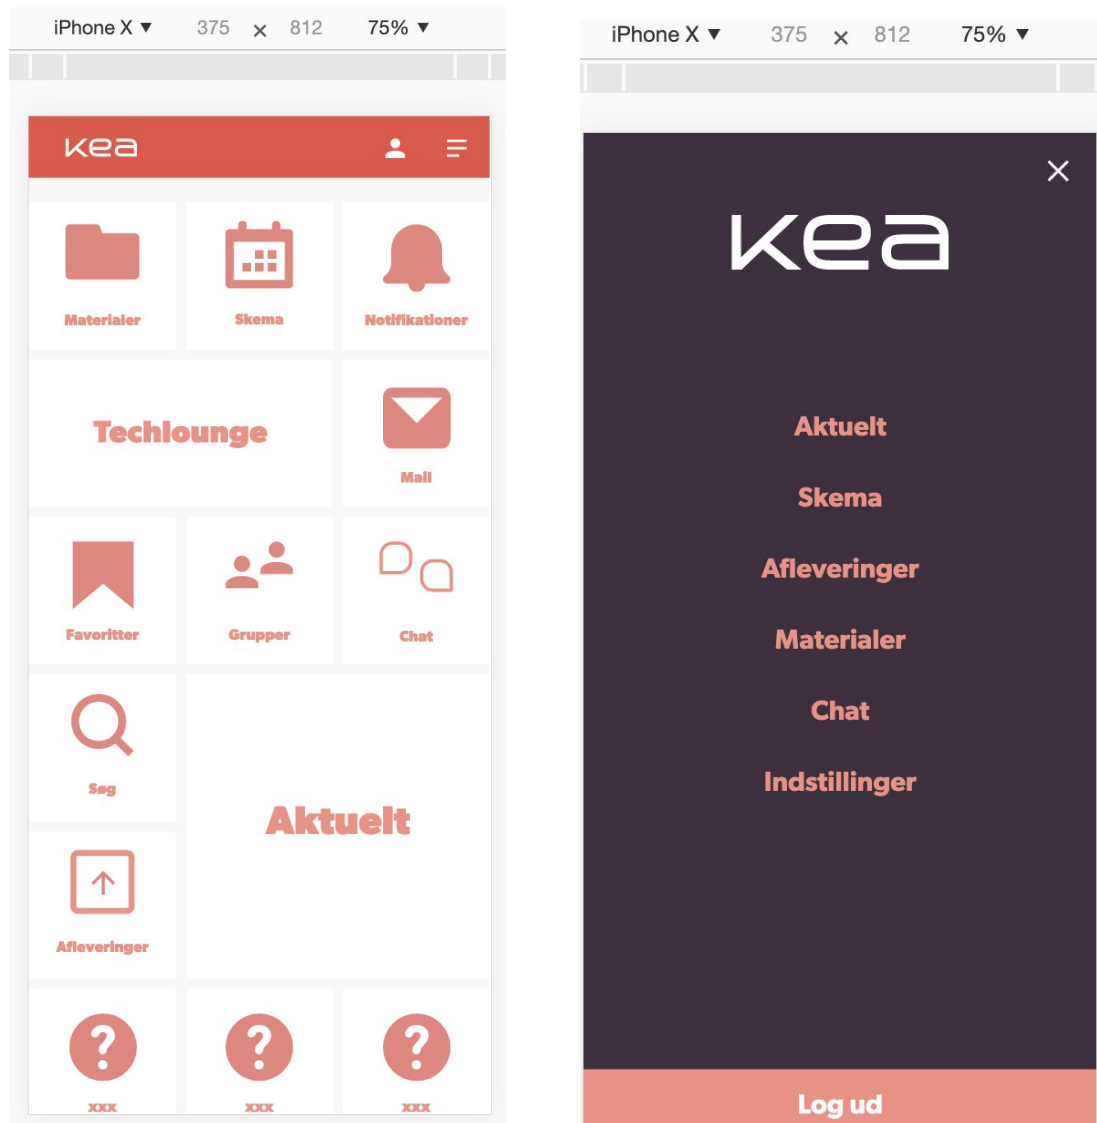 iPhone X ▼ 375 × 812 75% ▼
kea
Materialer
Skema
Notifikationer
Techlounge
Mail
Favoritter
Grupper
Chat
Søg
Aktuelt
Afleveringer
?
?
?
xxx
xxx
xxx
iPhone X ▼ 375 × 812 75% ▼
kea
Aktuelt
Skema
Afleveringer
Materialer
Chat
Indstillinger
Log ud